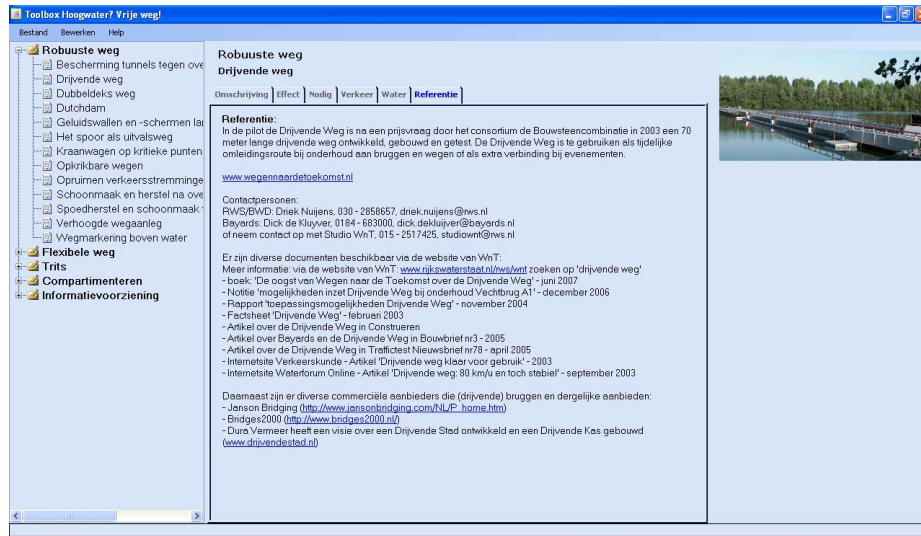 Toolbox Hoogwater? Vrije weg!
Bestand Bewerken Help
Robuuste weg
Bescherming tunnels tegen ove
Drijvende weg
Dubbeldeks weg
Dutchdam
Geluidswallen en -schermen la
Het spoor als uitvalsweg
Kraanwagen op kritieke punten
Opkrikbare wegen
Opruimen verkeersstremminge
Schoonmaak en herstel na ove
Spoedherstel en schoonmaak
Verhoogde wegaanleg
Wegmarkering boven water
Flexibele weg
Trits
Compartimenteren
Informatievoorziening
Robuuste weg
Drijvende weg
Omschrijving Effect Nodig Verkeer Water Referentie
Referentie:
In de pilot de Drijvende Weg is na een prijsvraag door het consortium de Bouwsteencombinatie in 2003 een 70
meter lange drijvende weg ontwikkeld, gebouwd en getest. De Drijvende Weg is te gebruiken als tijdelijke
omleidingsroute bij onderhoud aan bruggen en wegen of als extra verbinding bij evenementen.
www.wegennaardetoekomst.nl
Contactpersonen:
RWS/BWD: Driek Nuijens, 030 - 2858657, driek.nuijens@rws.nl
Bayards: Dick de Kluyver, 0184 - 683000, dick.dekluijver@bayards.nl
of neem contact op met Studio WnT, 015 - 2517425, studiownt@rws.nl
Er zijn diverse documenten beschikbaar via de website van WnT:
Meer informatie: via de website van WnT: www.rijkswaterstaat.nl/rws/wnt zoeken op 'drijvende weg'
- boek: 'De oogst van Wegen naar de Toekomst over de Drijvende Weg' - juni 2007
- Notitie 'mogelijkheden inzet Drijvende Weg bij onderhoud Vechtbrug A1' - december 2006
- Rapport 'toepassingsmogelijkheden Drijvende Weg' - november 2004
- Factsheet 'Drijvende Weg' - februari 2003
- Artikel over de Drijvende Weg in Construeren
- Artikel over Bayards en de Drijvende Weg in Bouwbrief nr3 - 2005
- Artikel over de Drijvende Weg in Traffictest Nieuwsbrief nr78 - april 2005
- Internetsite Verkeerskunde - Artikel 'Drijvende weg klaar voor gebruik' - 2003
- Internetsite Waterforum Online - Artikel 'Drijvende weg: 80 km/u en toch stabiel' - september 2003
Daarnaast zijn er diverse commerciële aanbieders die (drijvende) bruggen en dergelijke aanbieden:
- Janson Bridging (http://www.jansonbridging.com/NL/P_home.htm)
- Bridges2000 (http://www.bridges2000.nl/)
- Dura Vermeer heeft een visie over een Drijvende Stad ontwikkeld en een Drijvende Kas gebouwd
(www.drijvendestad.nl)